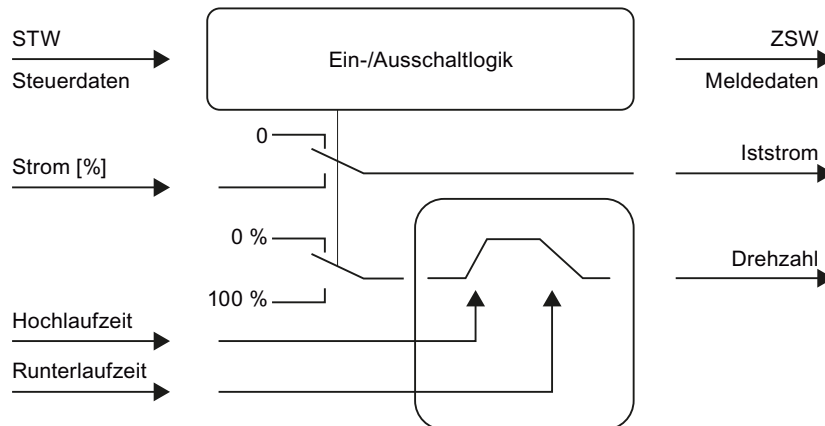 STW
Steuerdaten
Ein-/Ausschaltlogik
ZSW
Meldedaten
0
Strom [%]
Iststrom
0 %
100 %
Drehzahl
Hochlaufzeit
Runterlaufzeit